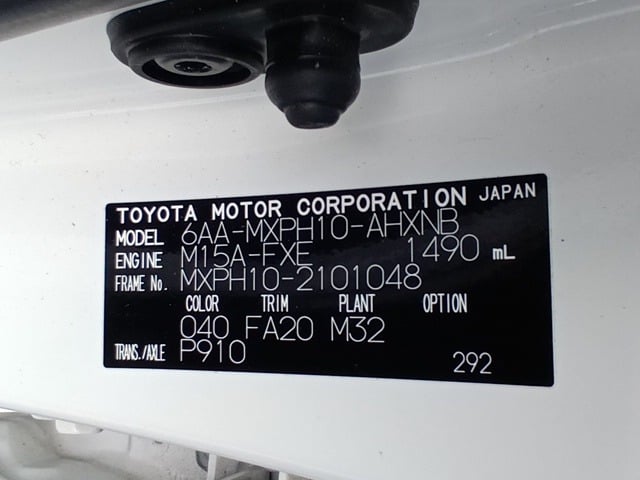 TOYOTA MOTOR CORPORATION JAPAN
MODEL 6AA-MXPH10-AHXNB
ENGINE M15A-FXE 1490 mL
FRAME No. MXPH10-2101048
COLOR TRIM PLANT OPTION
040 FA20 M32
TRANS./AXLE P910 292